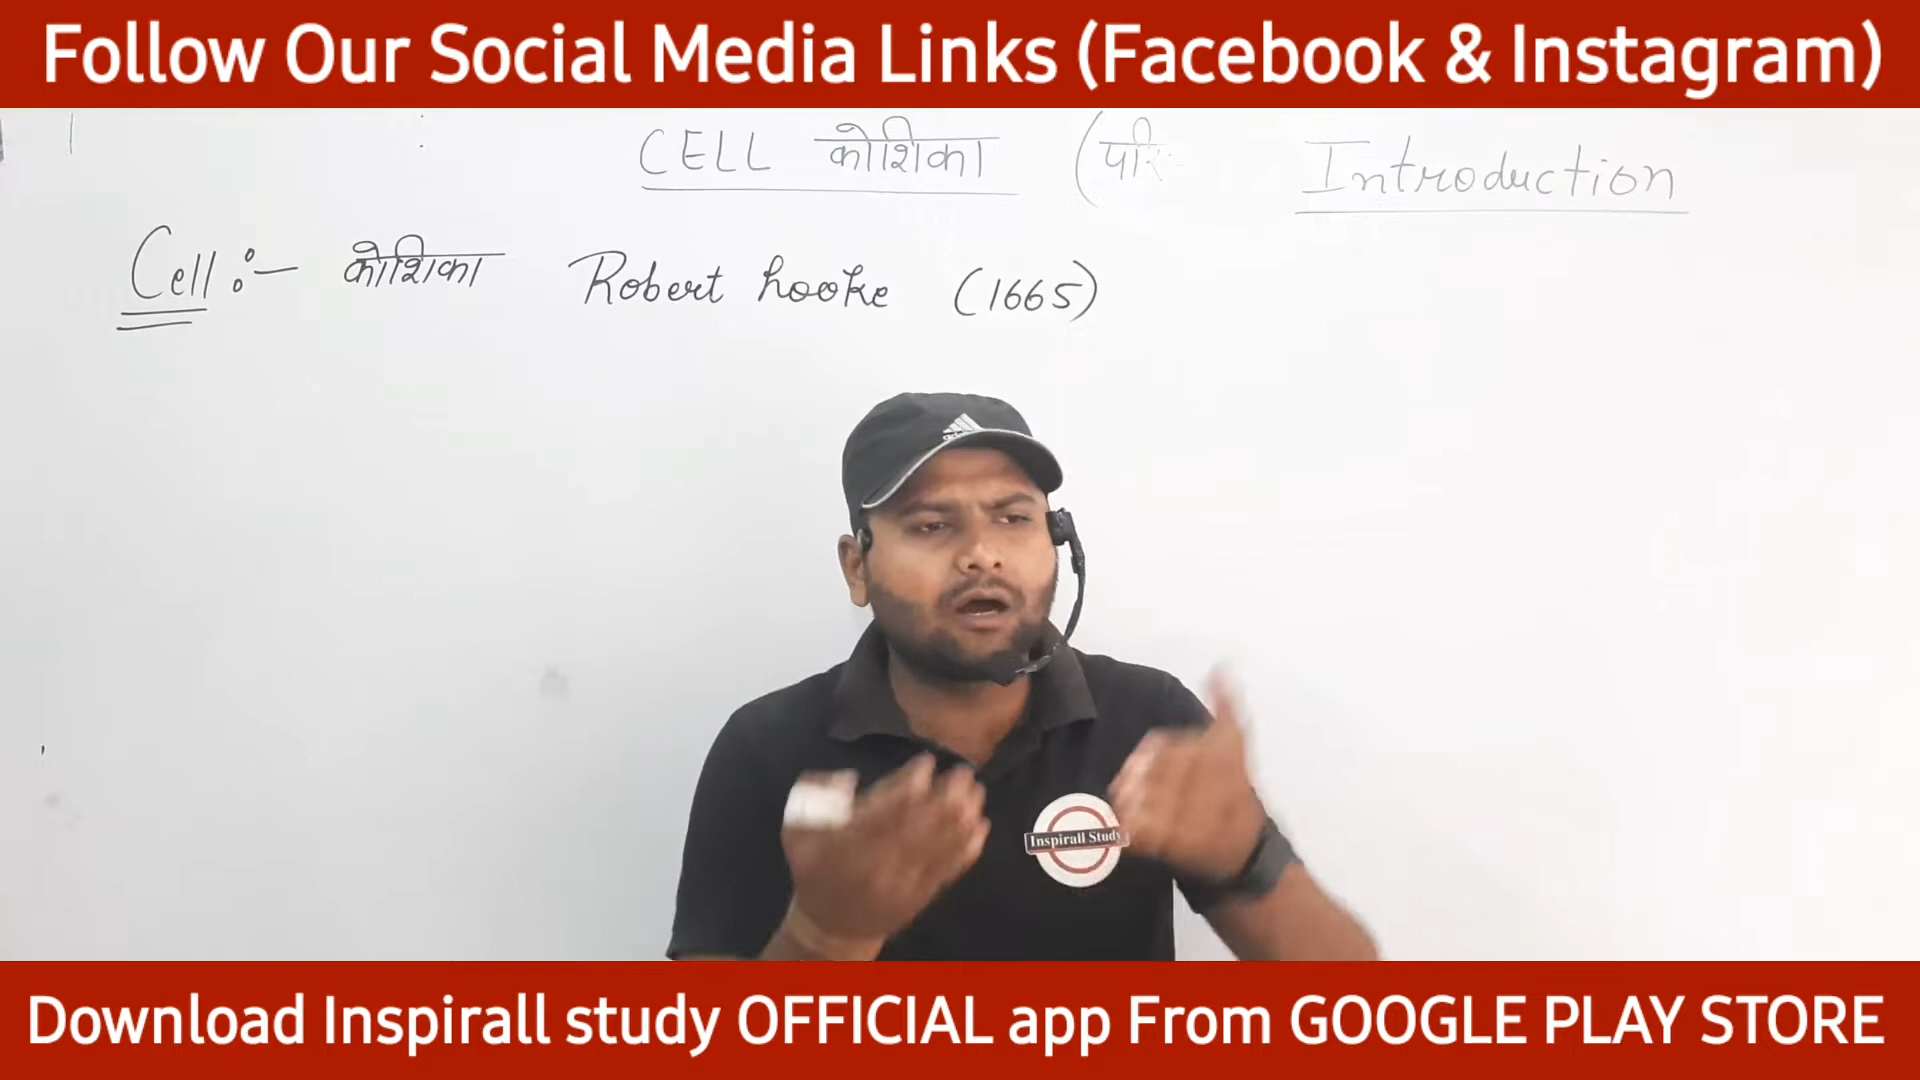 Follow Our Social Media Links (Facebook & Instagram)
CELL कोशिका (परि Introduction
Cell :- कोशिका Robert hooke (1665)
Inspirall Study
Download Inspirall study OFFICIAL app From GOOGLE PLAY STORE